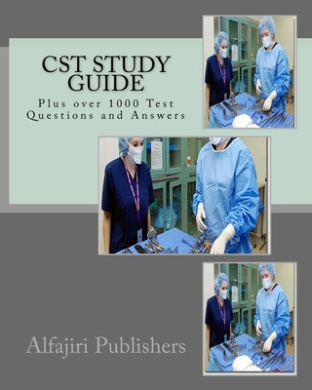 CST STUDY
GUIDE
Plus over 1000 Test
Questions and Answers
Alfajiri Publishers